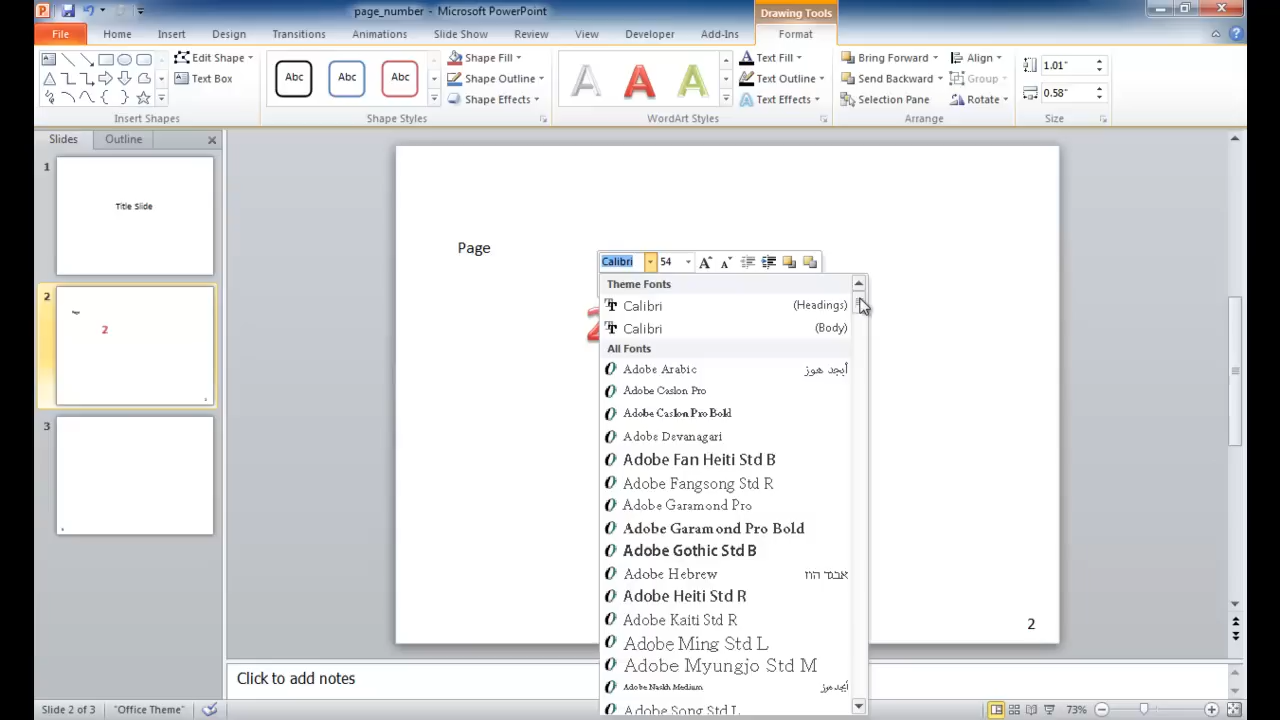 page_number - Microsoft PowerPoint
Drawing Tools
File Home Insert Design Transitions Animations Slide Show Review View Developer Add-Ins Format
Edit Shape
Text Box
Insert Shapes
Abc Abc Abc
Shape Fill
Shape Outline
Shape Effects
Shape Styles
A A A
Text Fill
Text Outline
Text Effects
WordArt Styles
Bring Forward
Send Backward
Selection Pane
Align
Group
Rotate
Arrange
1.01"
0.58"
Size
Slides Outline
1
Title Slide
2
2
3
Page
Calibri 54
Theme Fonts
Calibri (Headings)
Calibri (Body)
All Fonts
Adobe Arabic أبجد هوز
Adobe Caslon Pro
Adobe Caslon Pro Bold
Adobe Devanagari
Adobe Fan Heiti Std B
Adobe Fangsong Std R
Adobe Garamond Pro
Adobe Garamond Pro Bold
Adobe Gothic Std B
Adobe Hebrew אבגד הוז
Adobe Heiti Std R
Adobe Kaiti Std R
Adobe Ming Std L
Adobe Myungjo Std M
Adobe Naskh Medium أبجد هوز
Adobe Song Std L
2
Click to add notes
Slide 2 of 3 "Office Theme" 73%